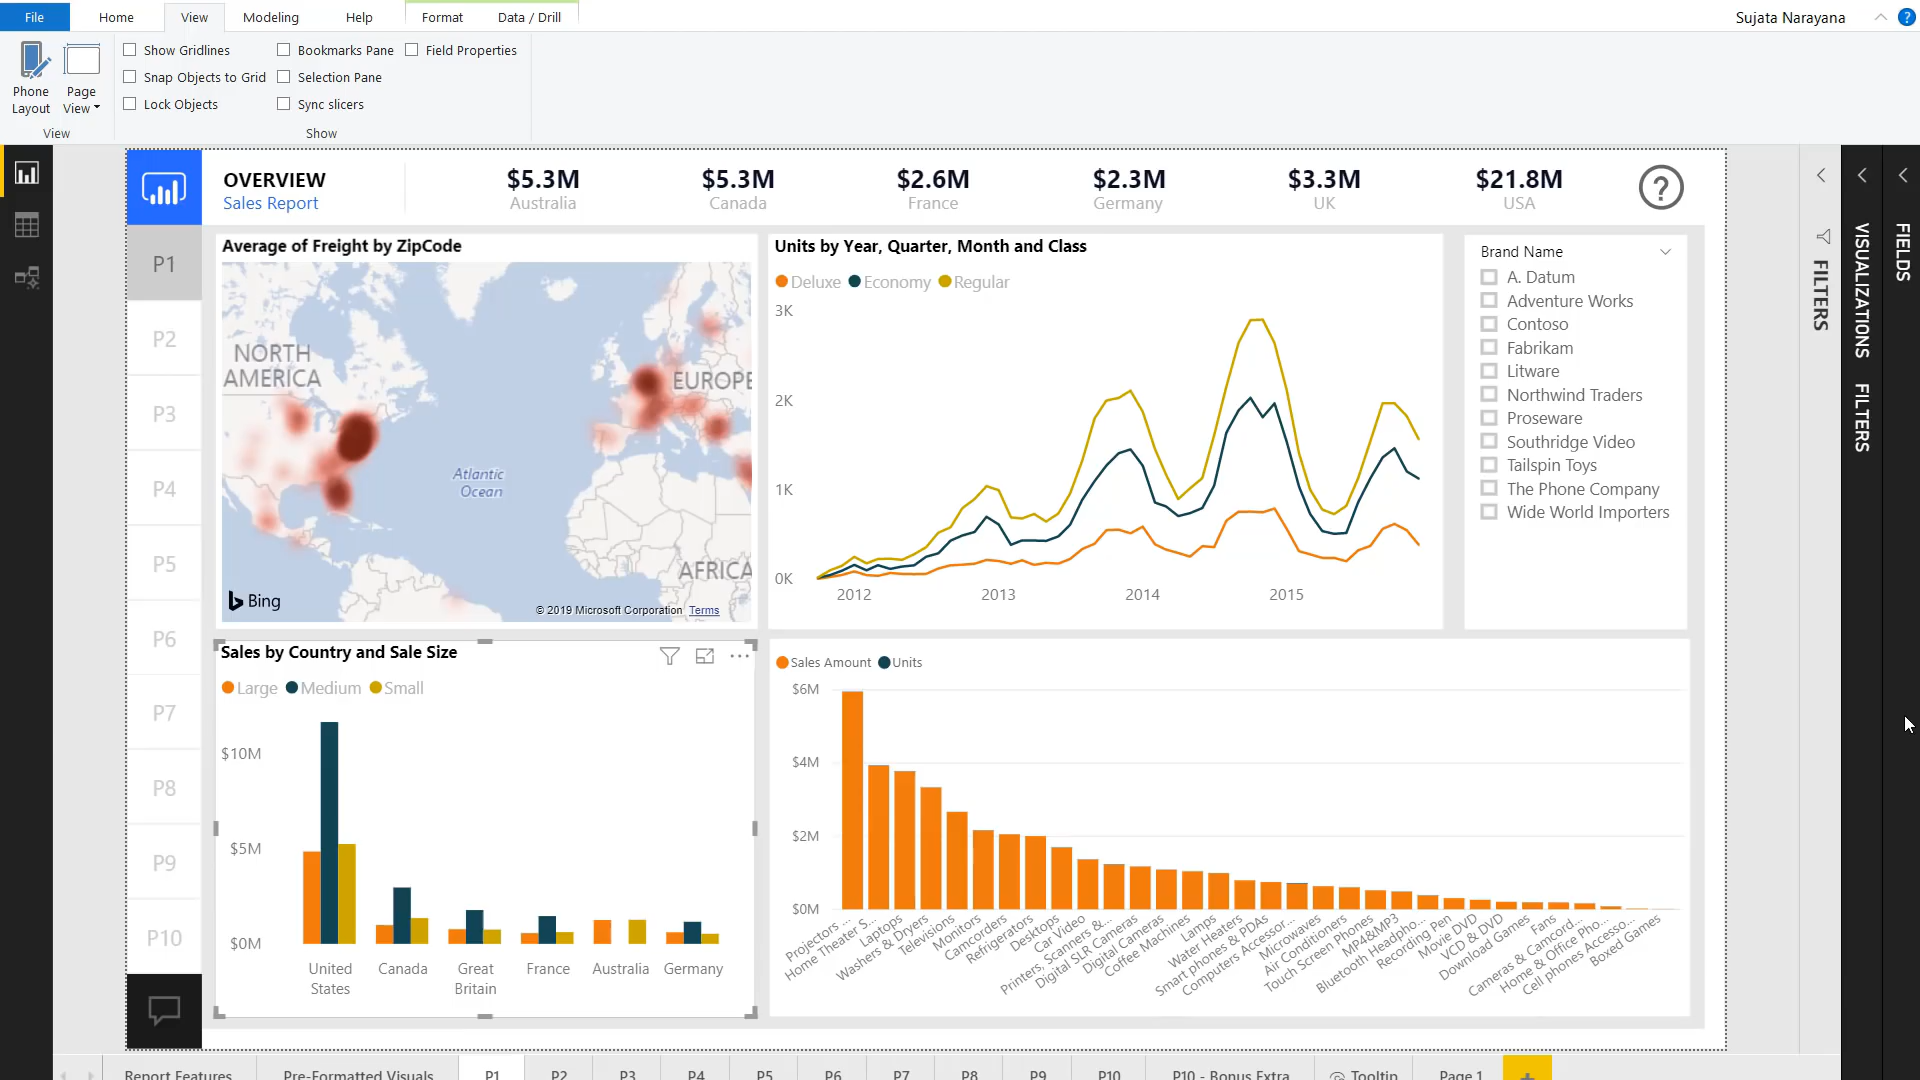 File Home View Modeling Help Format Data / Drill Sujata Narayana ?
Show Gridlines Bookmarks Pane Field Properties
Snap Objects to Grid Selection Pane
Lock Objects Sync slicers
Phone Layout
Page View
View Show
OVERVIEW
Sales Report
$5.3M Australia
$5.3M Canada
$2.6M France
$2.3M Germany
$3.3M UK
$21.8M USA
?
P1
P2
P3
P4
P5
P6
P7
P8
P9
P10
Average of Freight by ZipCode
NORTH AMERICA
EUROPE
Atlantic Ocean
AFRICA
Bing
© 2019 Microsoft Corporation Terms
Units by Year, Quarter, Month and Class
Deluxe Economy Regular
3K
2K
1K
0K
2012 2013 2014 2015
Brand Name
A. Datum
Adventure Works
Contoso
Fabrikam
Litware
Northwind Traders
Proseware
Southridge Video
Tailspin Toys
The Phone Company
Wide World Importers
FILTERS
VISUALIZATIONS
FILTERS
FIELDS
Sales by Country and Sale Size
Large Medium Small
$10M
$5M
$0M
United States
Canada
Great Britain
France
Australia
Germany
Sales Amount Units
$6M
$4M
$2M
$0M
Projectors ...
Home Theater S...
Laptops
Washers & Dryers
Televisions
Monitors
Camcorders
Refrigerators
Desktops
Car Video
Printers, Scanners &...
Digital SLR Cameras
Digital Cameras
Coffee Machines
Lamps
Water Heaters
Smart phones & PDAs
Computers Accessor...
Microwaves
Air Conditioners
Touch Screen Phones
MP4&MP3
Bluetooth Headpho...
Recording Pen
Movie DVD
VCD & DVD
Download Games
Fans
Cameras & Camcord...
Home & Office Pho...
Cell phones Accesso...
Boxed Games
Report Features Pre-Formatted Visuals P1 P2 P3 P4 P5 P6 P7 P8 P9 P10 P10 - Bonus Extra Tooltip Page 1 +